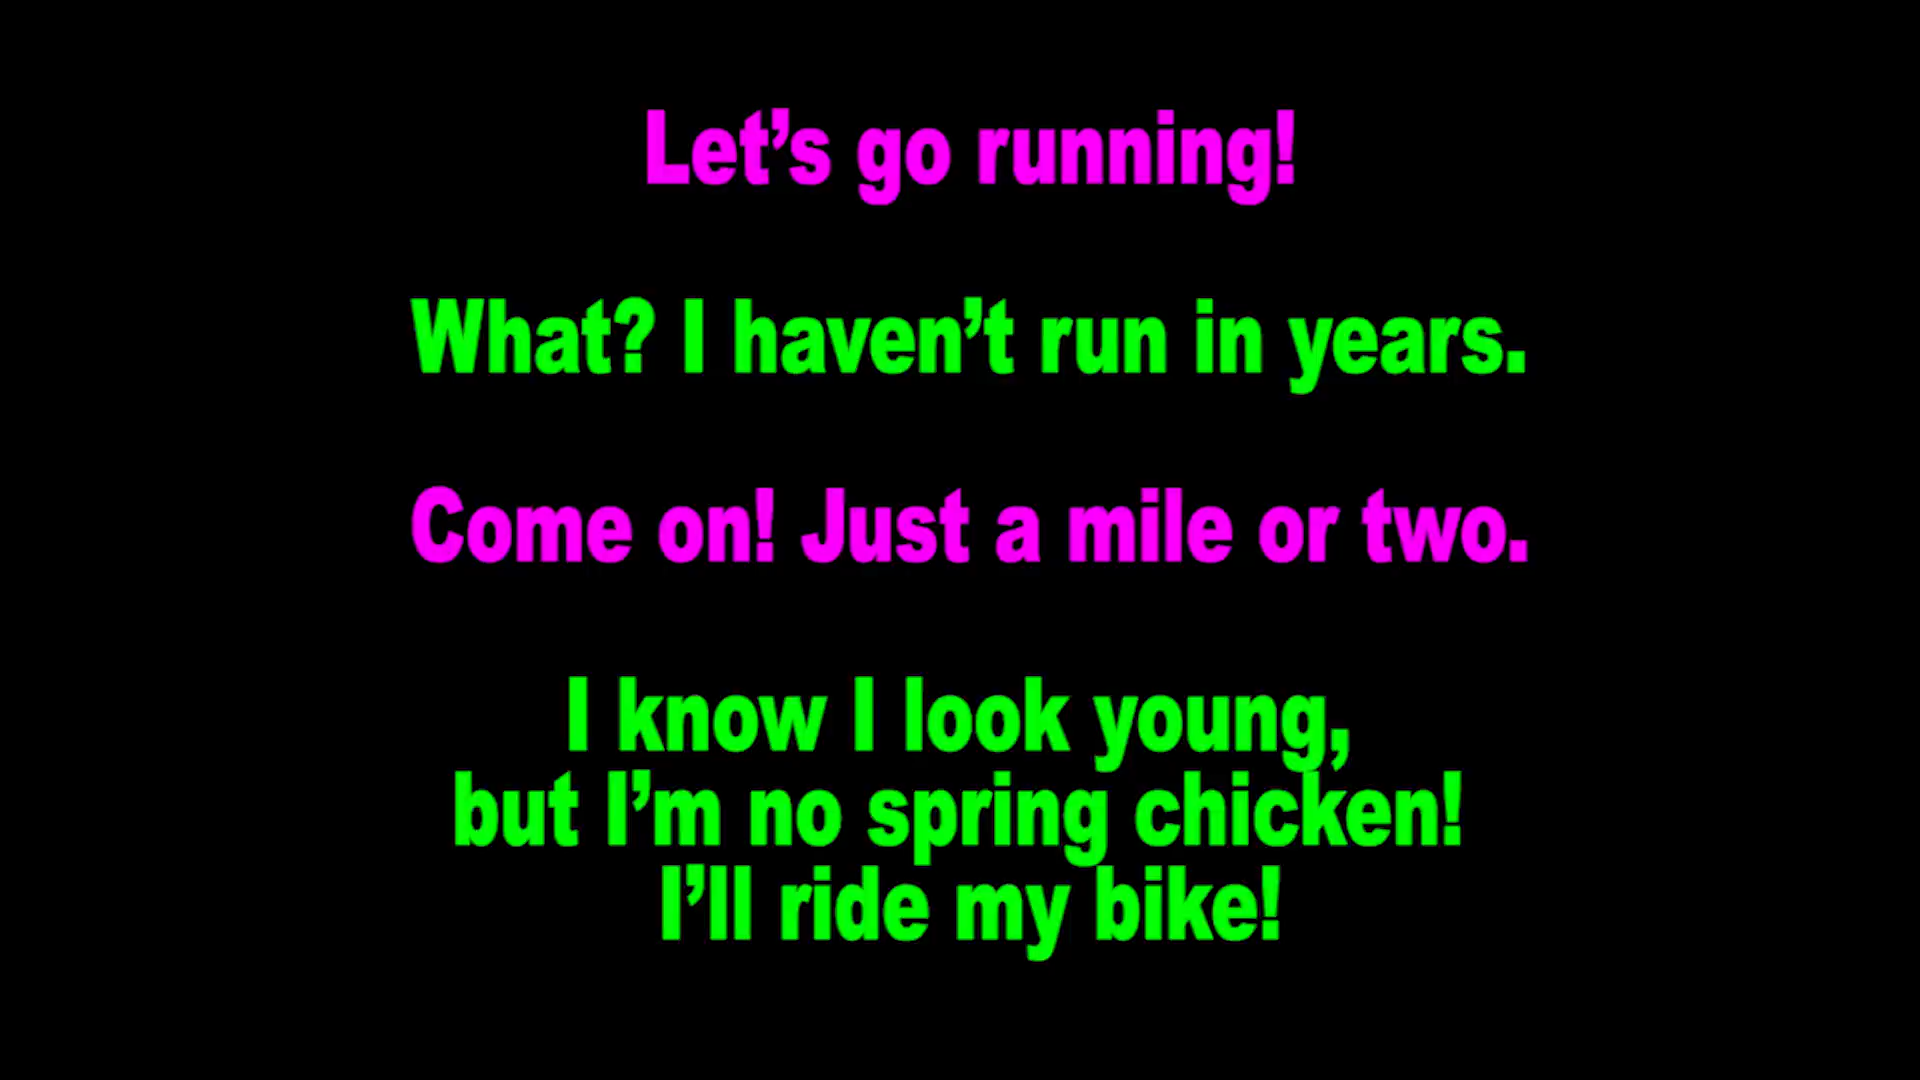 Let’s go running!
What? I haven’t run in years.
Come on! Just a mile or two.
I know I look young,
but I’m no spring chicken!
I’ll ride my bike!